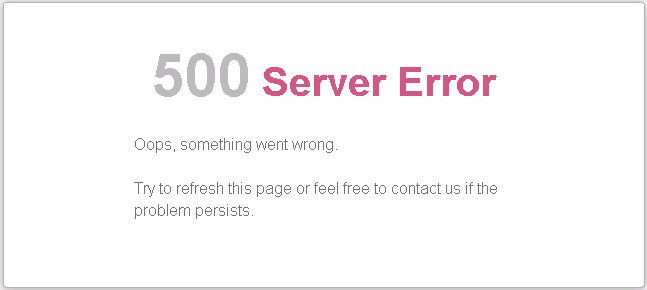 500 Server Error
Oops, something went wrong.
Try to refresh this page or feel free to contact us if the
problem persists.